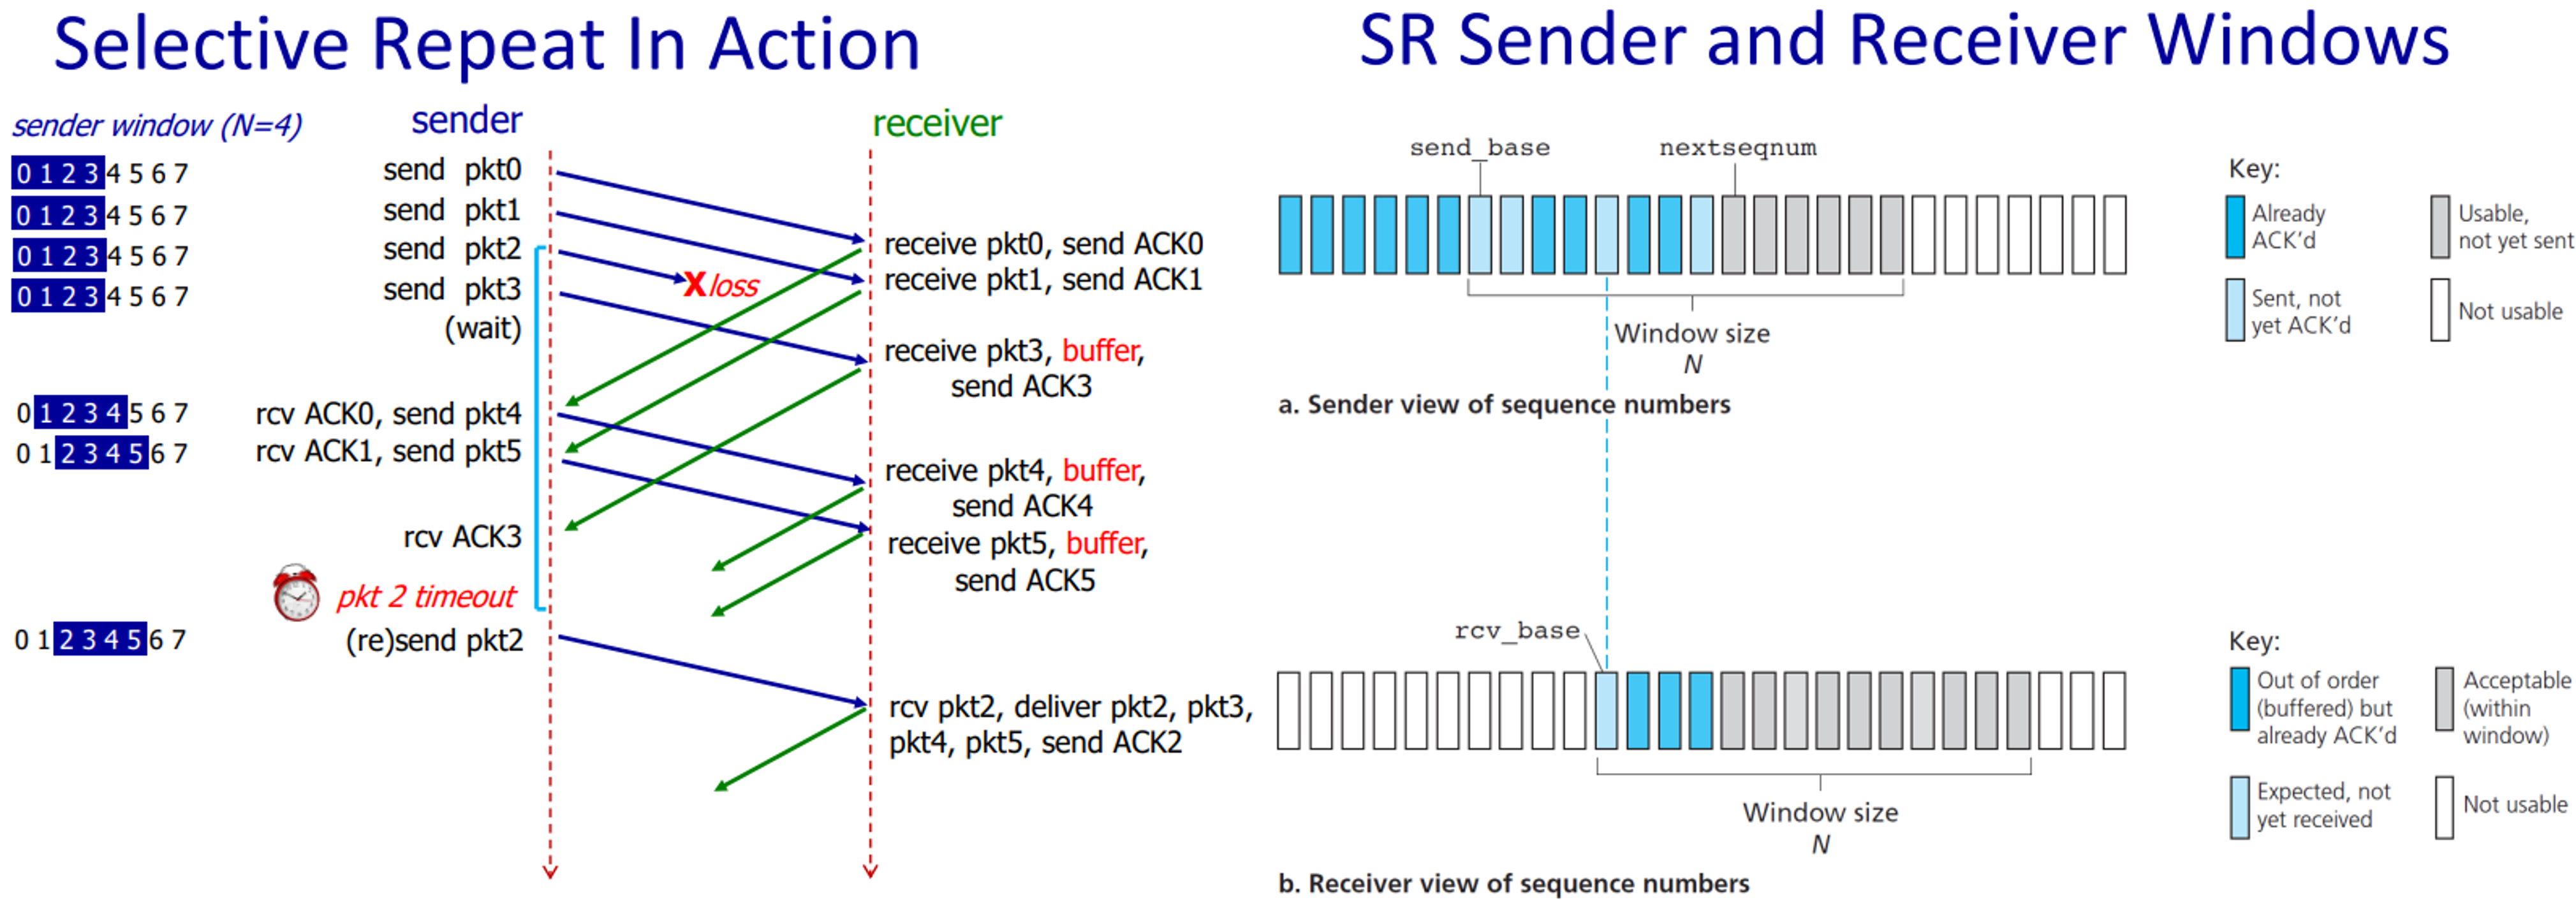 Selective Repeat In Action
sender window (N=4)
sender
receiver
0 1 2 3 4 5 6 7
send pkt0
0 1 2 3 4 5 6 7
send pkt1
0 1 2 3 4 5 6 7
send pkt2
0 1 2 3 4 5 6 7
send pkt3
(wait)
X loss
receive pkt0, send ACK0
receive pkt1, send ACK1
receive pkt3, buffer,
send ACK3
0 1 2 3 4 5 6 7
rcv ACK0, send pkt4
0 1 2 3 4 5 6 7
rcv ACK1, send pkt5
receive pkt4, buffer,
send ACK4
rcv ACK3
receive pkt5, buffer,
send ACK5
pkt 2 timeout
0 1 2 3 4 5 6 7
(re)send pkt2
rcv pkt2, deliver pkt2, pkt3,
pkt4, pkt5, send ACK2
SR Sender and Receiver Windows
send_base
nextseqnum
Window size
N
a. Sender view of sequence numbers
Key:
Already
ACK'd
Usable,
not yet sent
Sent, not
yet ACK'd
Not usable
rcv_base
Window size
N
b. Receiver view of sequence numbers
Key:
Out of order
(buffered) but
already ACK'd
Acceptable
(within
window)
Expected, not
yet received
Not usable